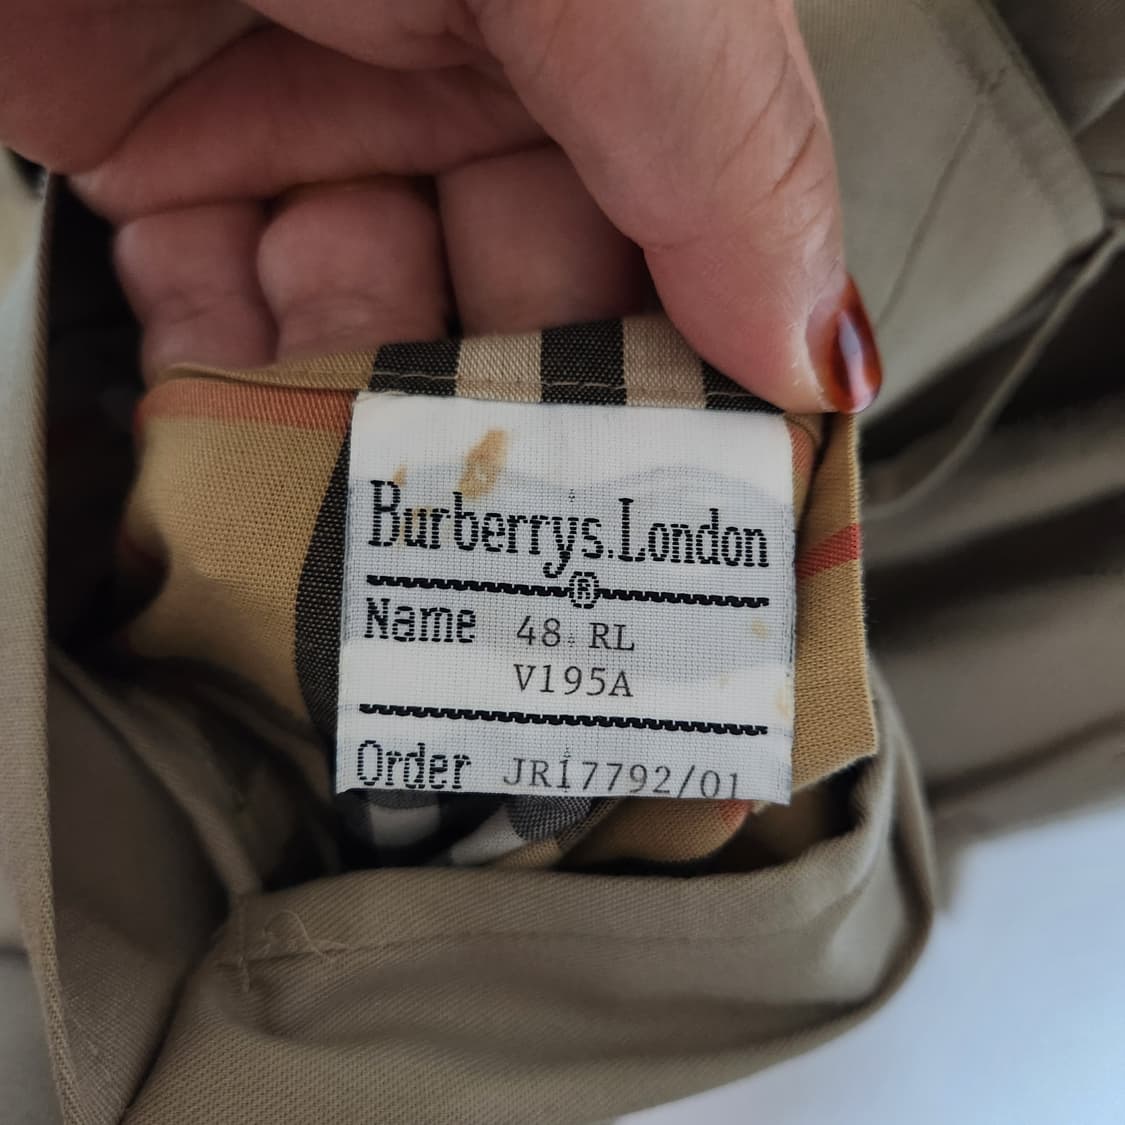 Burberrys.London
®
Name 48 RL
V195A
Order JR17792/01